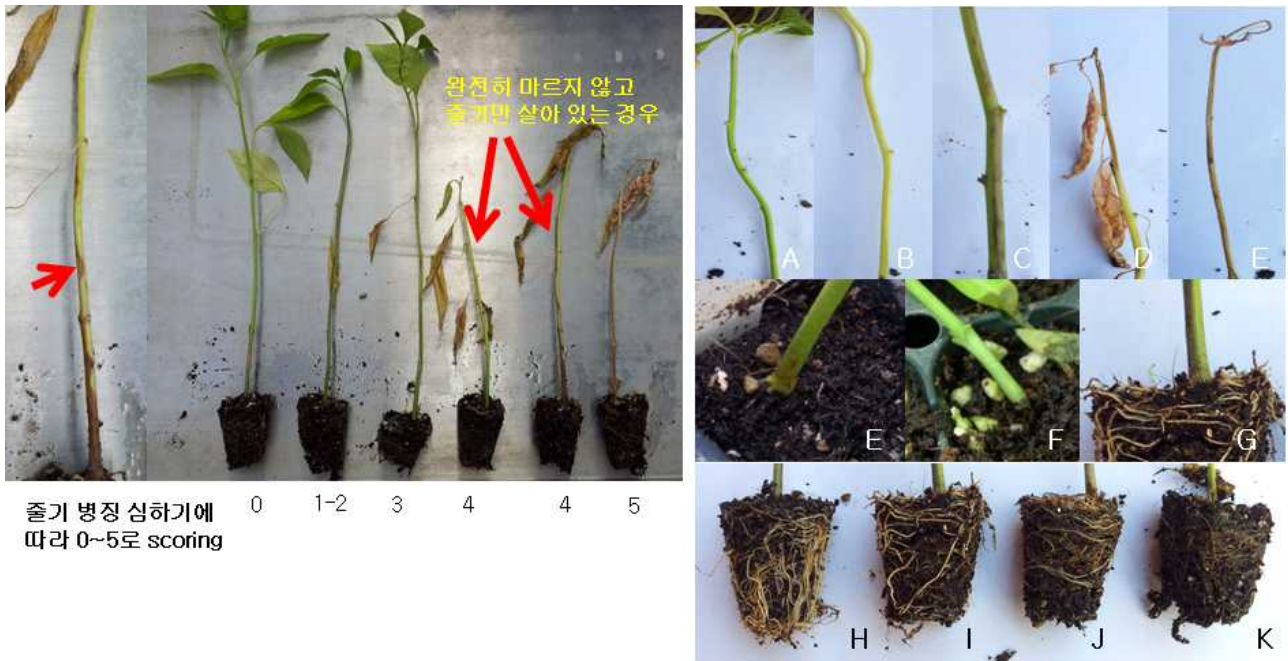 완전히 마르지 않고
줄기만 살아 있는 경우
줄기 병징 심하기에
따라 0~5로 scoring
0 1-2 3 4 4 5
A B C D E
E F G
H I J K